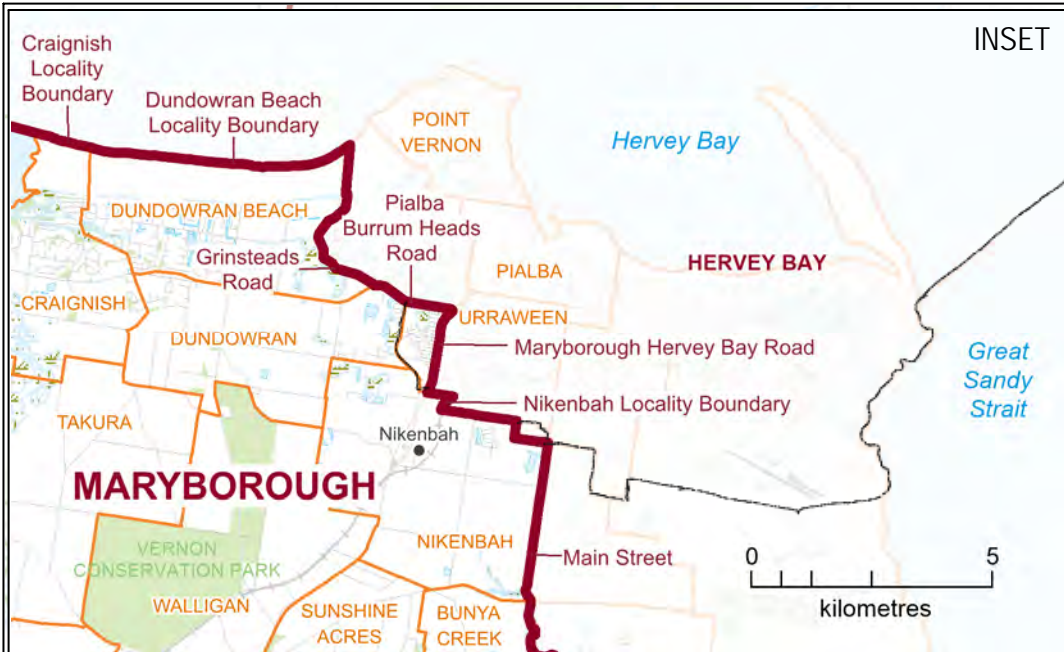 INSET
Craignish
Locality
Boundary
Dundowran Beach
Locality Boundary
POINT
VERNON
Hervey Bay
DUNDOWRAN BEACH
Pialba
Burrum Heads
Road
Grinsteads
Road
PIALBA
HERVEY BAY
CRAIGNISH
DUNDOWRAN
URRAWEEN
Maryborough Hervey Bay Road
Great
Sandy
Strait
Nikenbah Locality Boundary
TAKURA
Nikenbah
MARYBOROUGH
NIKENBAH
Main Street
0 5
kilometres
VERNON
CONSERVATION PARK
WALLIGAN
SUNSHINE
ACRES
BUNYA
CREEK